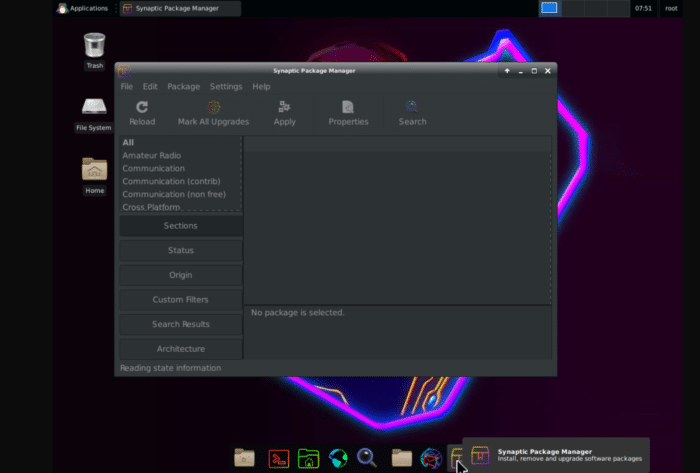 Applications
Synaptic Package Manager
07:51
root
Trash
File System
Home
Synaptic Package Manager
File Edit Package Settings Help
Reload Mark All Upgrades Apply Properties Search
All
Amateur Radio
Communication
Communication (contrib)
Communication (non free)
Cross Platform
Sections
Status
Origin
Custom Filters
Search Results
Architecture
No package is selected.
Reading state information
Synaptic Package Manager
Install, remove and upgrade software packages